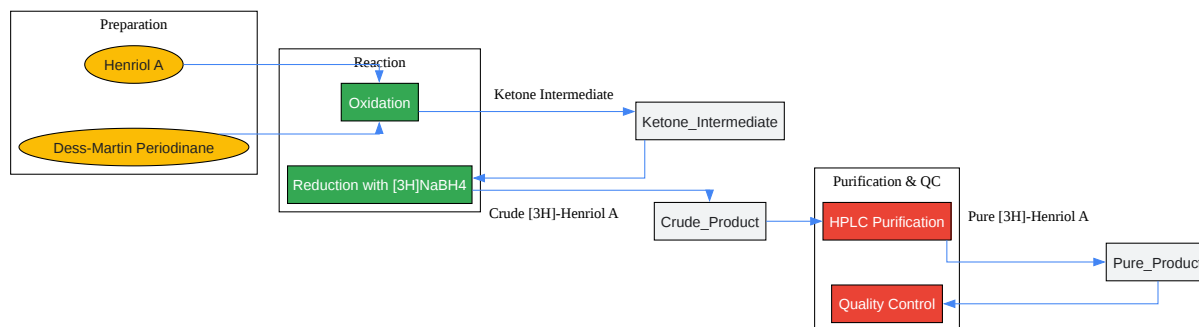 Preparation
Henriol A
Dess-Martin Periodinane
Reaction
Oxidation
Reduction with [3H]NaBH4
Ketone Intermediate
Ketone_Intermediate
Crude [3H]-Henriol A
Crude_Product
Purification & QC
HPLC Purification
Quality Control
Pure [3H]-Henriol A
Pure_Product